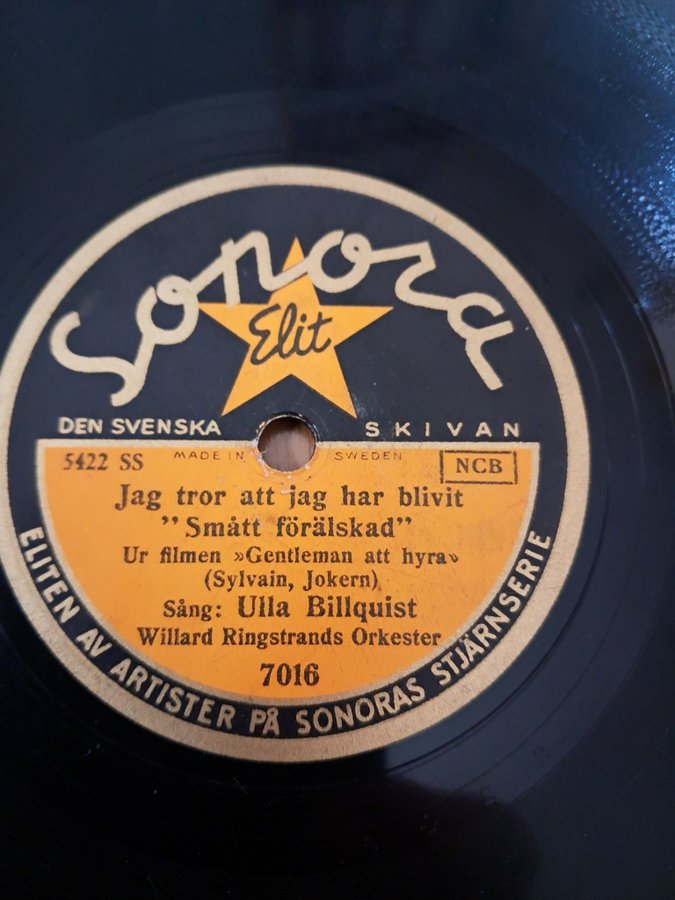 Sonora
Elit
DEN SVENSKA SKIVAN
5422 SS MADE IN SWEDEN NCB
Jag tror att jag har blivit
"Smått förälskad"
Ur filmen »Gentleman att hyra»
(Sylvain, Jokern)
Sång: Ulla Billquist
Willard Ringstrands Orkester
7016
ELITEN AV ARTISTER PÅ SONORAS STJÄRNSERIE